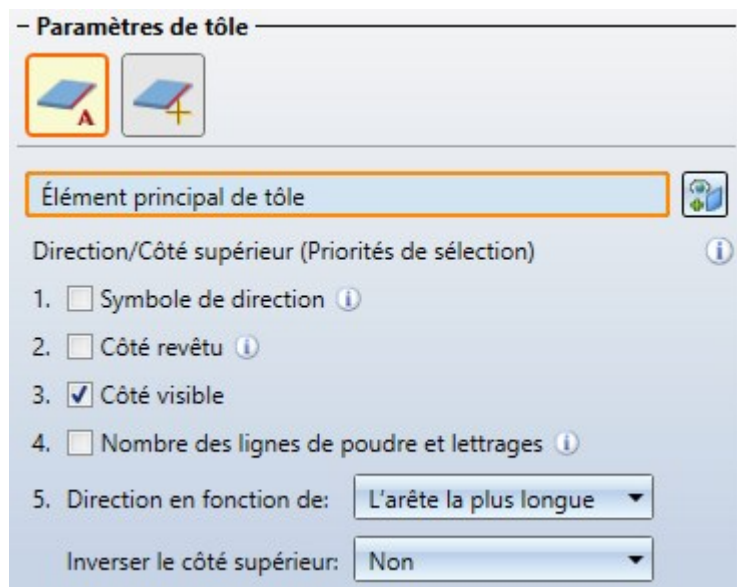 Paramètres de tôle
A
Élément principal de tôle
Direction/Côté supérieur (Priorités de sélection)
1. Symbole de direction
2. Côté revêtu
3. Côté visible
4. Nombre des lignes de poudre et lettrages
5. Direction en fonction de: L'arête la plus longue
Inverser le côté supérieur: Non